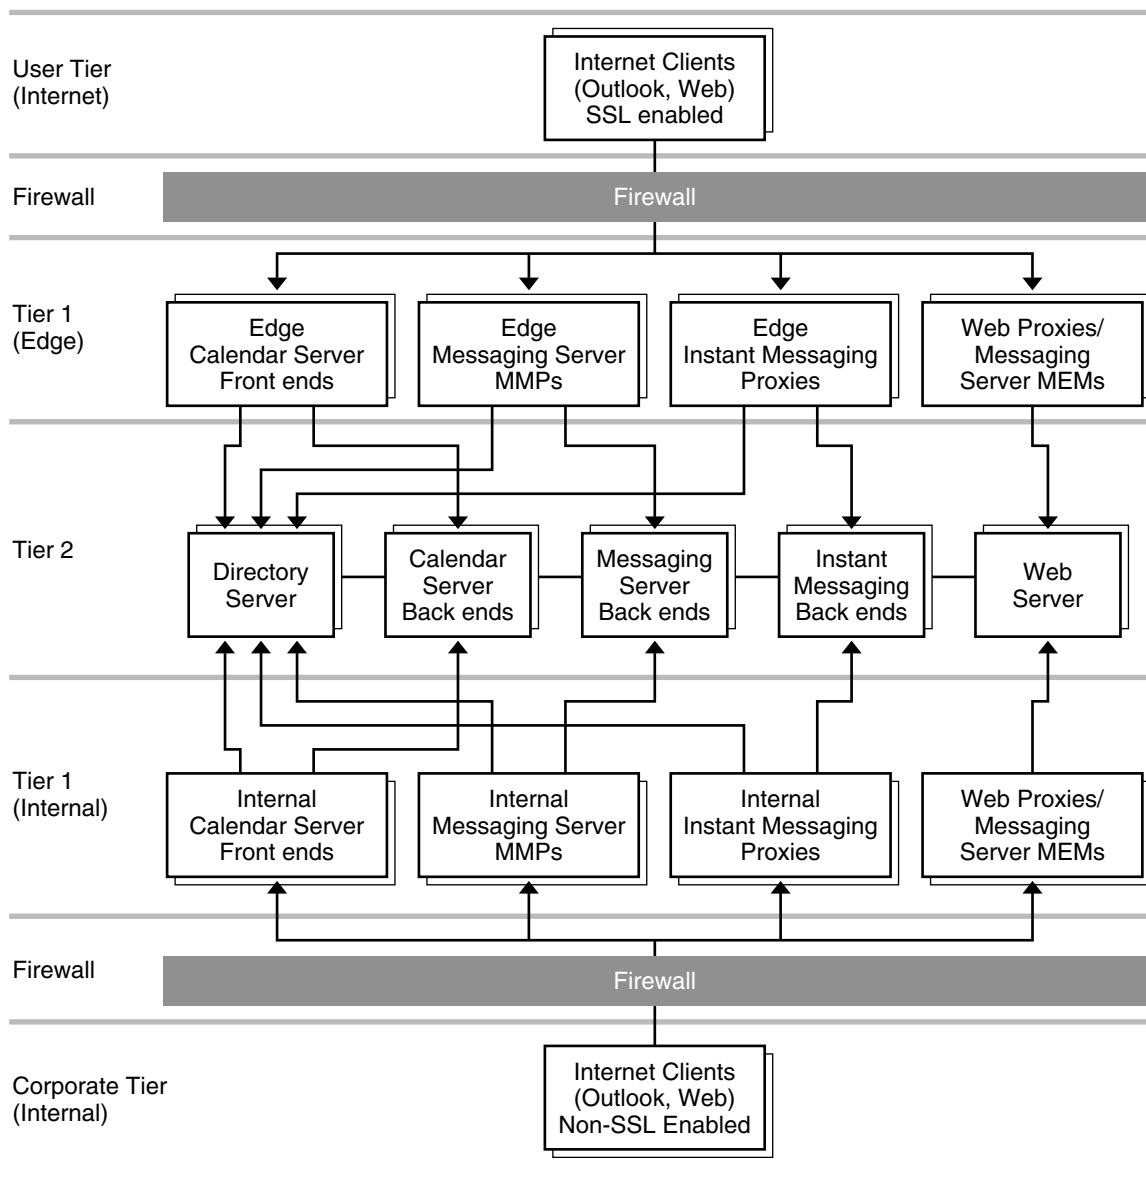 User Tier
(Internet)
Internet Clients
(Outlook, Web)
SSL enabled
Firewall
Firewall
Tier 1
(Edge)
Edge
Calendar Server
Front ends
Edge
Messaging Server
MMPs
Edge
Instant Messaging
Proxies
Web Proxies/
Messaging
Server MEMs
Tier 2
Directory
Server
Calendar
Server
Back ends
Messaging
Server
Back ends
Instant
Messaging
Back ends
Web
Server
Tier 1
(Internal)
Internal
Calendar Server
Front ends
Internal
Messaging Server
MMPs
Internal
Instant Messaging
Proxies
Web Proxies/
Messaging
Server MEMs
Firewall
Firewall
Corporate Tier
(Internal)
Internet Clients
(Outlook, Web)
Non-SSL Enabled